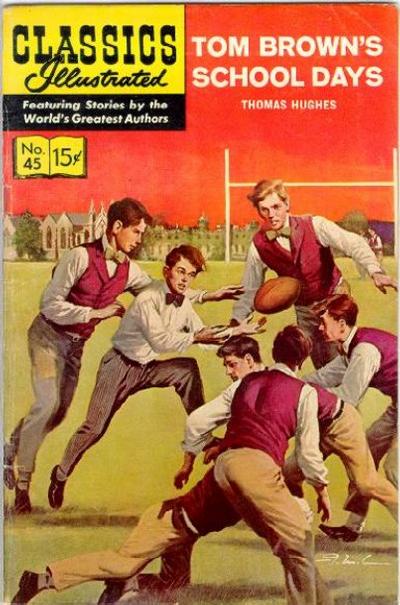 CLASSICS
Illustrated
Featuring Stories by the
World's Greatest Authors
No.
45
15¢
TOM BROWN'S
SCHOOL DAYS
THOMAS HUGHES